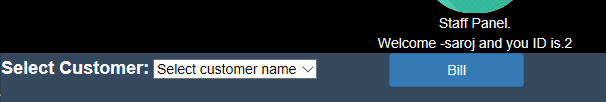 Staff Panel.
Welcome -saroj and you ID is.2
Select Customer: Select customer name Bill